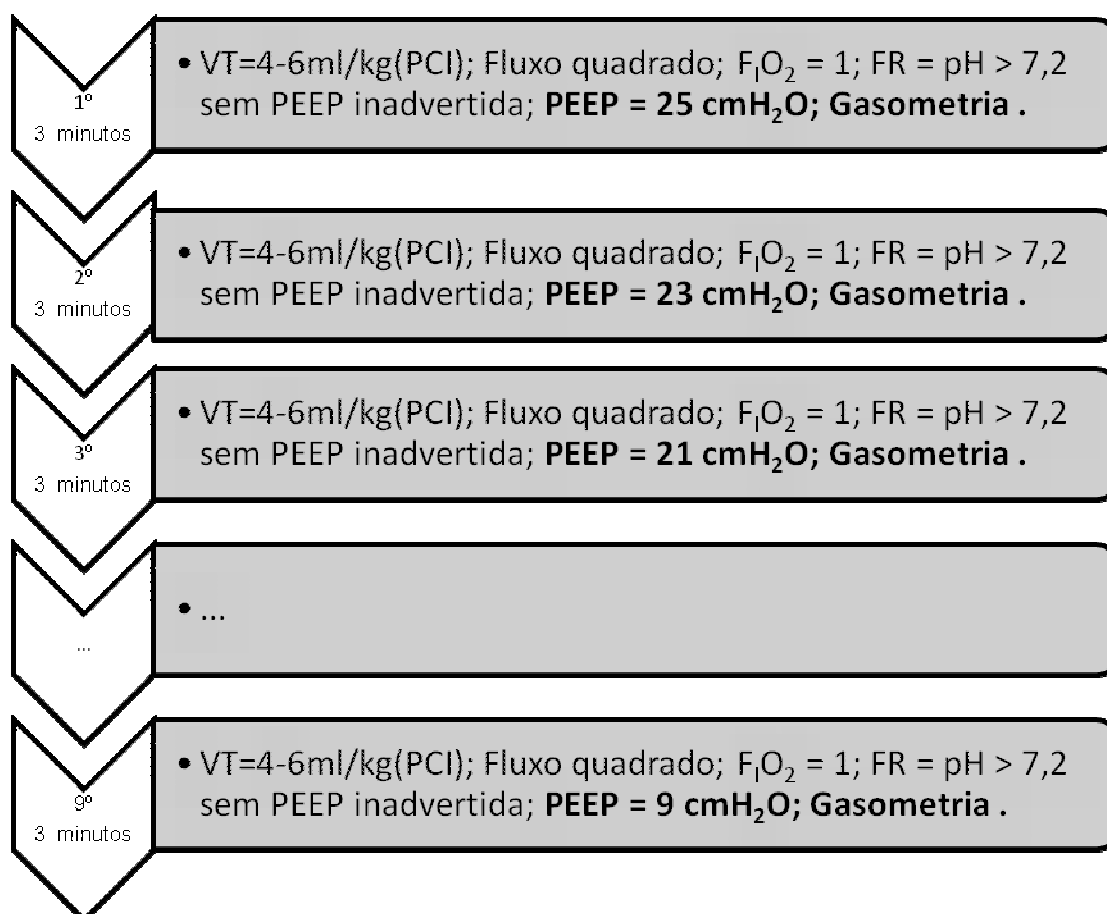 1º
3 minutos
• VT=4-6ml/kg(PCI); Fluxo quadrado; FᵢO₂ = 1; FR = pH > 7,2
sem PEEP inadvertida; PEEP = 25 cmH₂O; Gasometria .
2º
3 minutos
• VT=4-6ml/kg(PCI); Fluxo quadrado; FᵢO₂ = 1; FR = pH > 7,2
sem PEEP inadvertida; PEEP = 23 cmH₂O; Gasometria .
3º
3 minutos
• VT=4-6ml/kg(PCI); Fluxo quadrado; FᵢO₂ = 1; FR = pH > 7,2
sem PEEP inadvertida; PEEP = 21 cmH₂O; Gasometria .
...
• ...
9º
3 minutos
• VT=4-6ml/kg(PCI); Fluxo quadrado; FᵢO₂ = 1; FR = pH > 7,2
sem PEEP inadvertida; PEEP = 9 cmH₂O; Gasometria .